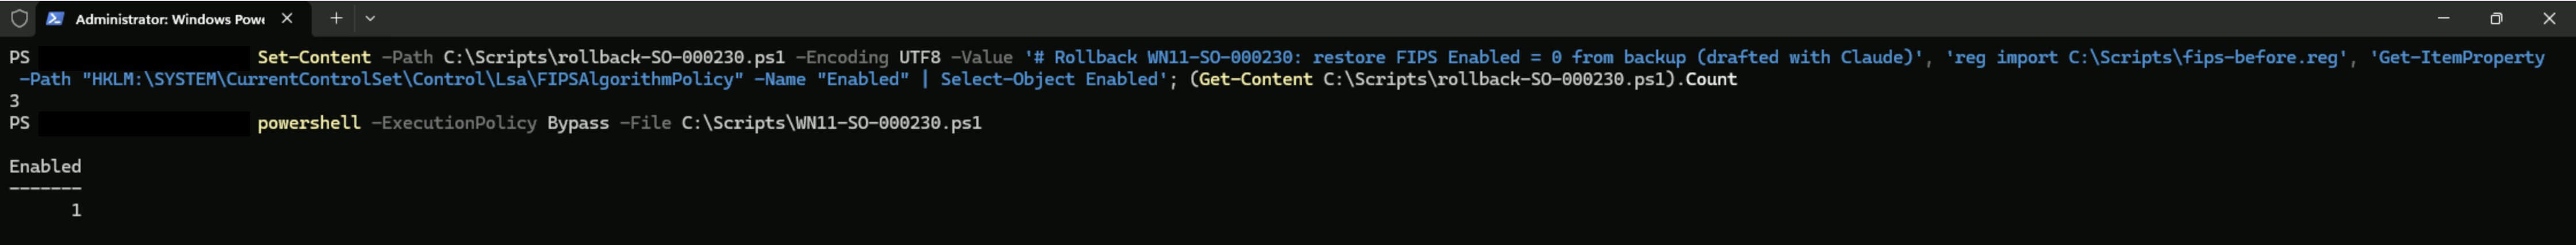 Administrator: Windows Powe
PS Set-Content -Path C:\Scripts\rollback-SO-000230.ps1 -Encoding UTF8 -Value '# Rollback WN11-SO-000230: restore FIPS Enabled = 0 from backup (drafted with Claude)', 'reg import C:\Scripts\fips-before.reg', 'Get-ItemProperty
-Path "HKLM:\SYSTEM\CurrentControlSet\Control\Lsa\FIPSAlgorithmPolicy" -Name "Enabled" | Select-Object Enabled'; (Get-Content C:\Scripts\rollback-SO-000230.ps1).Count
3
PS powershell -ExecutionPolicy Bypass -File C:\Scripts\WN11-SO-000230.ps1
Enabled
-------
1